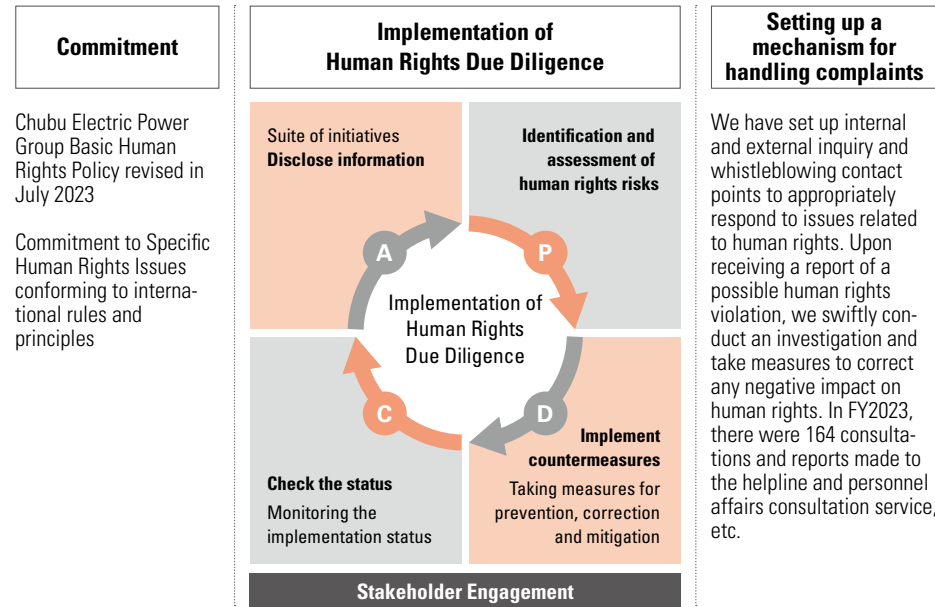 Commitment
Chubu Electric Power
Group Basic Human
Rights Policy revised in
July 2023
Commitment to Specific
Human Rights Issues
conforming to interna-
tional rules and
principles
Implementation of
Human Rights Due Diligence
Suite of initiatives
Disclose information
Identification and
assessment of
human rights risks
A
P
Implementation of
Human Rights
Due Diligence
C
D
Check the status
Monitoring the
implementation status
Implement
countermeasures
Taking measures for
prevention, correction
and mitigation
Stakeholder Engagement
Setting up a
mechanism for
handling complaints
We have set up internal
and external inquiry and
whistleblowing contact
points to appropriately
respond to issues related
to human rights. Upon
receiving a report of a
possible human rights
violation, we swiftly con-
duct an investigation and
take measures to correct
any negative impact on
human rights. In FY2023,
there were 164 consulta-
tions and reports made to
the helpline and personnel
affairs consultation service,
etc.